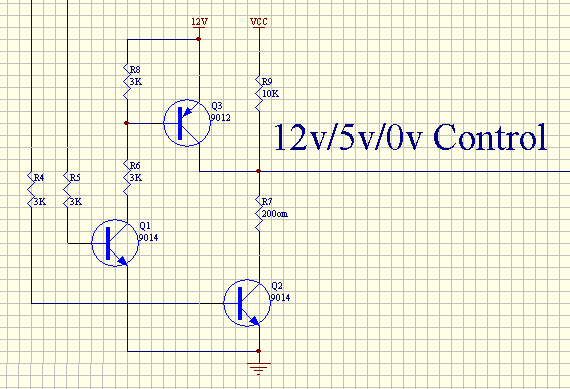 12V
VCC
R8
3K
R9
10K
Q3
9012
12v/5v/0v Control
R4
3K
R5
3K
R6
3K
R7
200om
Q1
9014
Q2
9014